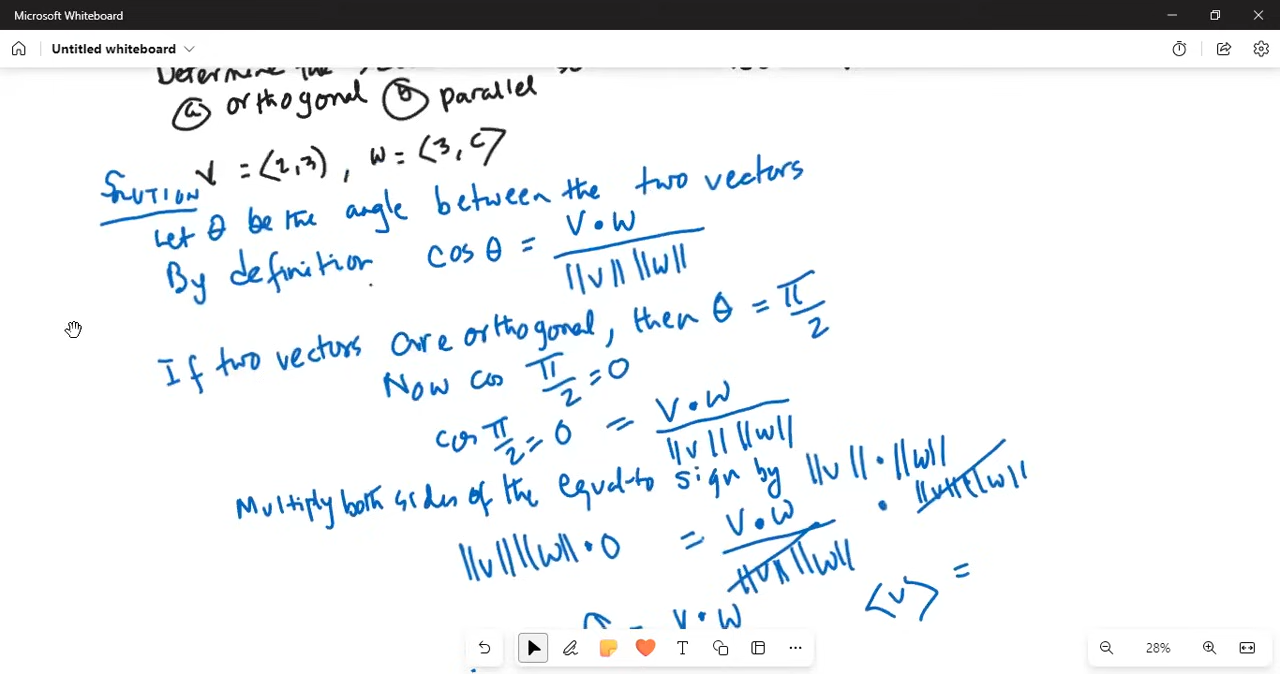 Microsoft Whiteboard
Untitled whiteboard
Determine the
(a) orthogonal (b) parallel
v = ⟨2,3⟩, w = ⟨3, c⟩
SOLUTION
Let θ be the angle between the two vectors
By definition cos θ = v • w / ||v|| ||w||
If two vectors are orthogonal, then θ = π/2
Now cos π/2 = 0
cos π/2 = 0 = v • w / ||v|| ||w||
Multiply both sides of the equal-to sign by ||v|| • ||w||
||v|| ||w|| • 0 = v • w / ||v|| ||w|| • ||v|| ||w||
= v • w
⟨v⟩ =
28%